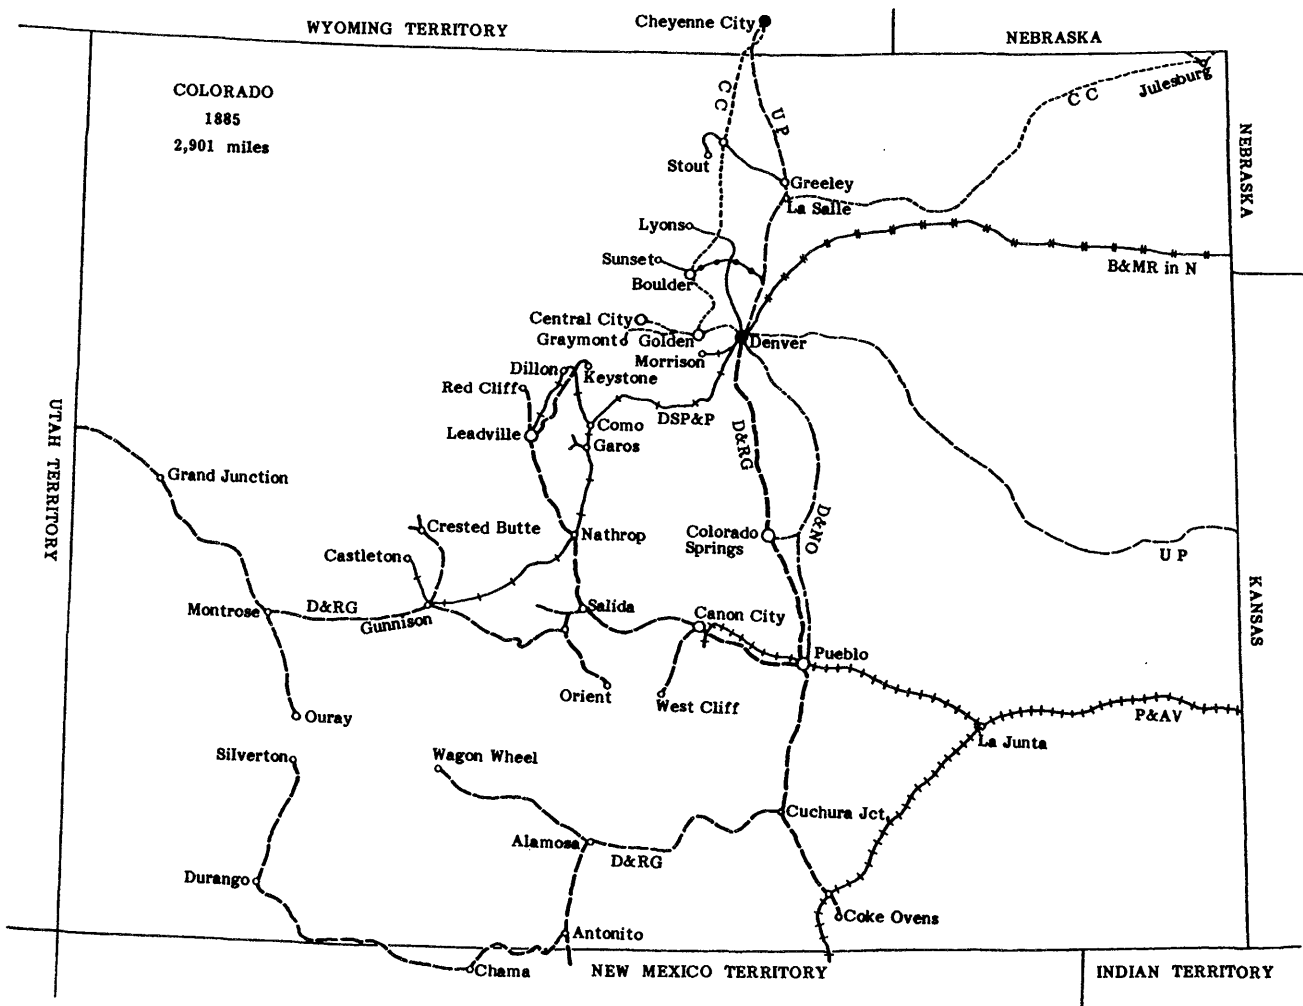 Cheyenne City
WYOMING TERRITORY
NEBRASKA
COLORADO
1885
2,901 miles
Julesburg
C C
C C
U P
NEBRASKA
Stout
Greeley
La Salle
Lyons
Sunset
Boulder
B&MR in N
Central City
Graymont
Golden
Denver
Morrison
Dillon
Keystone
Red Cliff
DSP&P
Como
Leadville
Garos
D&RG
UTAH TERRITORY
Grand Junction
Crested Butte
Nathrop
Colorado
Springs
D&NO
U P
Castleton
KANSAS
Montrose
D&RG
Gunnison
Salida
Canon City
Pueblo
Orient
West Cliff
Ouray
P&AV
La Junta
Silverton
Wagon Wheel
Cuchura Jct.
Alamosa
D&RG
Durango
Coke Ovens
Antonito
Chama
NEW MEXICO TERRITORY
INDIAN TERRITORY